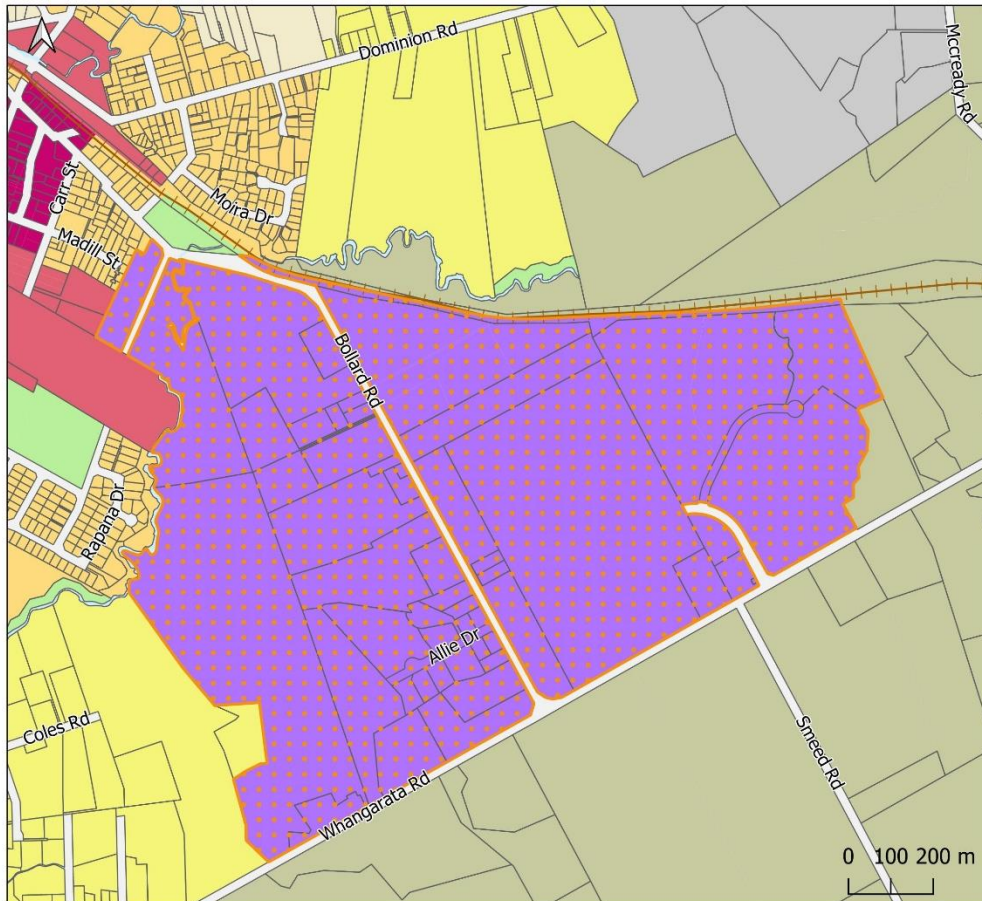 Dominion Rd
Mccready Rd
Carr St
Moira Dr
Madill St
Bollard Rd
Rapana Dr
Allie Dr
Coles Rd
Smeed Rd
Whangarata Rd
0 100 200 m